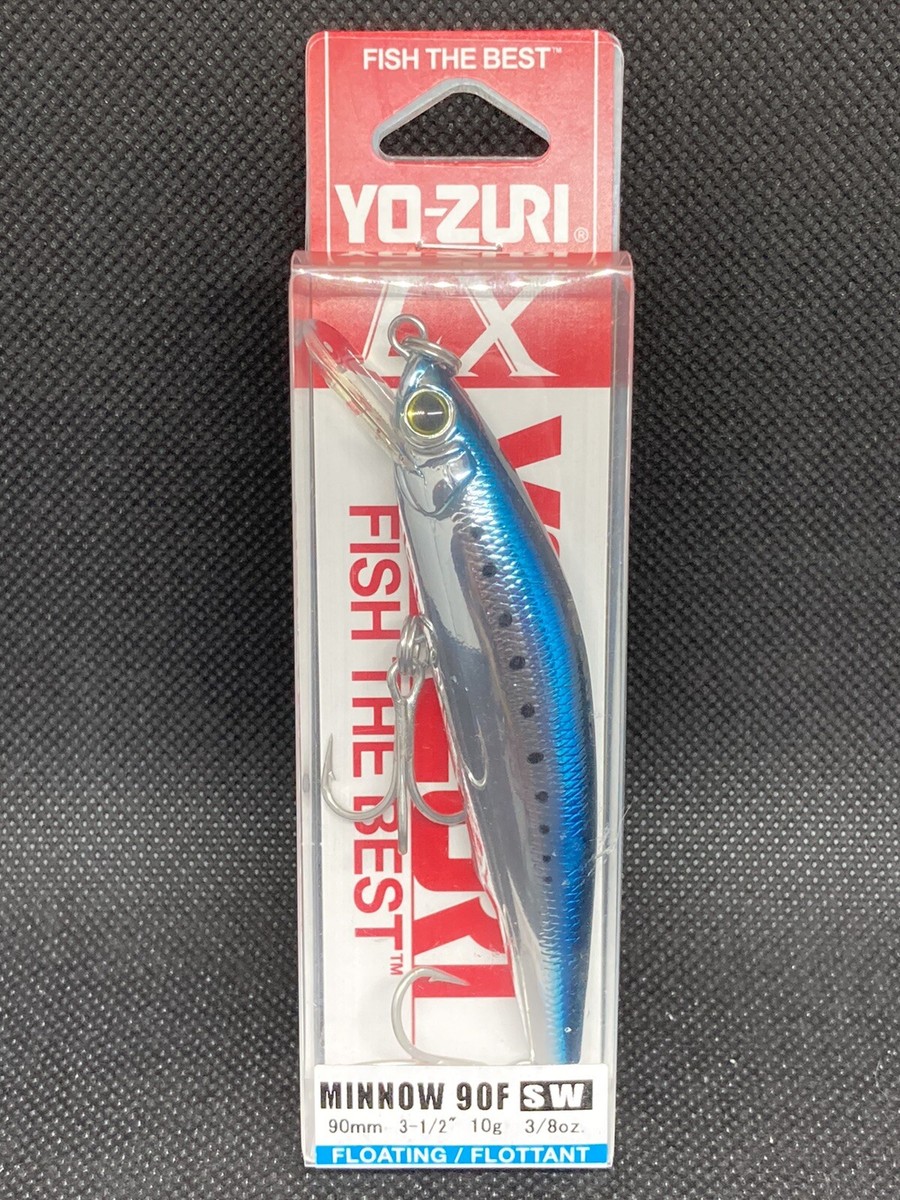 FISH THE BEST™
YO-ZURI®
FISH THE BEST™
MINNOW 90F SW
90mm 3-1/2" 10g 3/8oz.
FLOATING / FLOTTANT